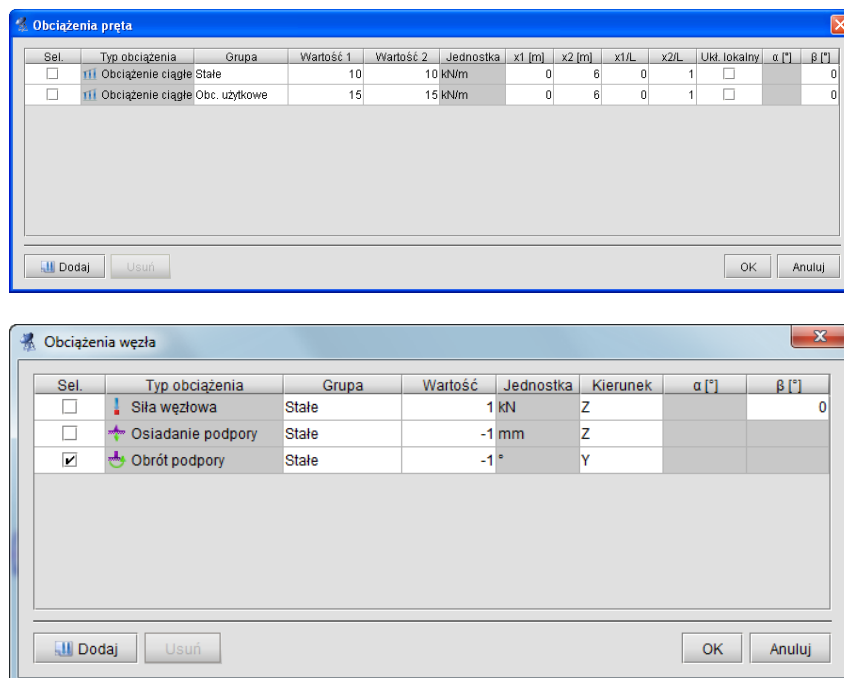 Obciążenia pręta
Sel. Typ obciążenia Grupa Wartość 1 Wartość 2 Jednostka x1 [m] x2 [m] x1/L x2/L Ukł. lokalny α [°] β [°]
Obciążenie ciągłe Stałe 10 10 kN/m 0 6 0 1 0
Obciążenie ciągłe Obc. użytkowe 15 15 kN/m 0 6 0 1 0
Dodaj Usuń OK Anuluj
Obciążenia węzła
Sel. Typ obciążenia Grupa Wartość Jednostka Kierunek α [°] β [°]
Siła węzłowa Stałe 1 kN Z 0
Osiadanie podpory Stałe -1 mm Z
Obrót podpory Stałe -1 ° Y
Dodaj Usuń OK Anuluj